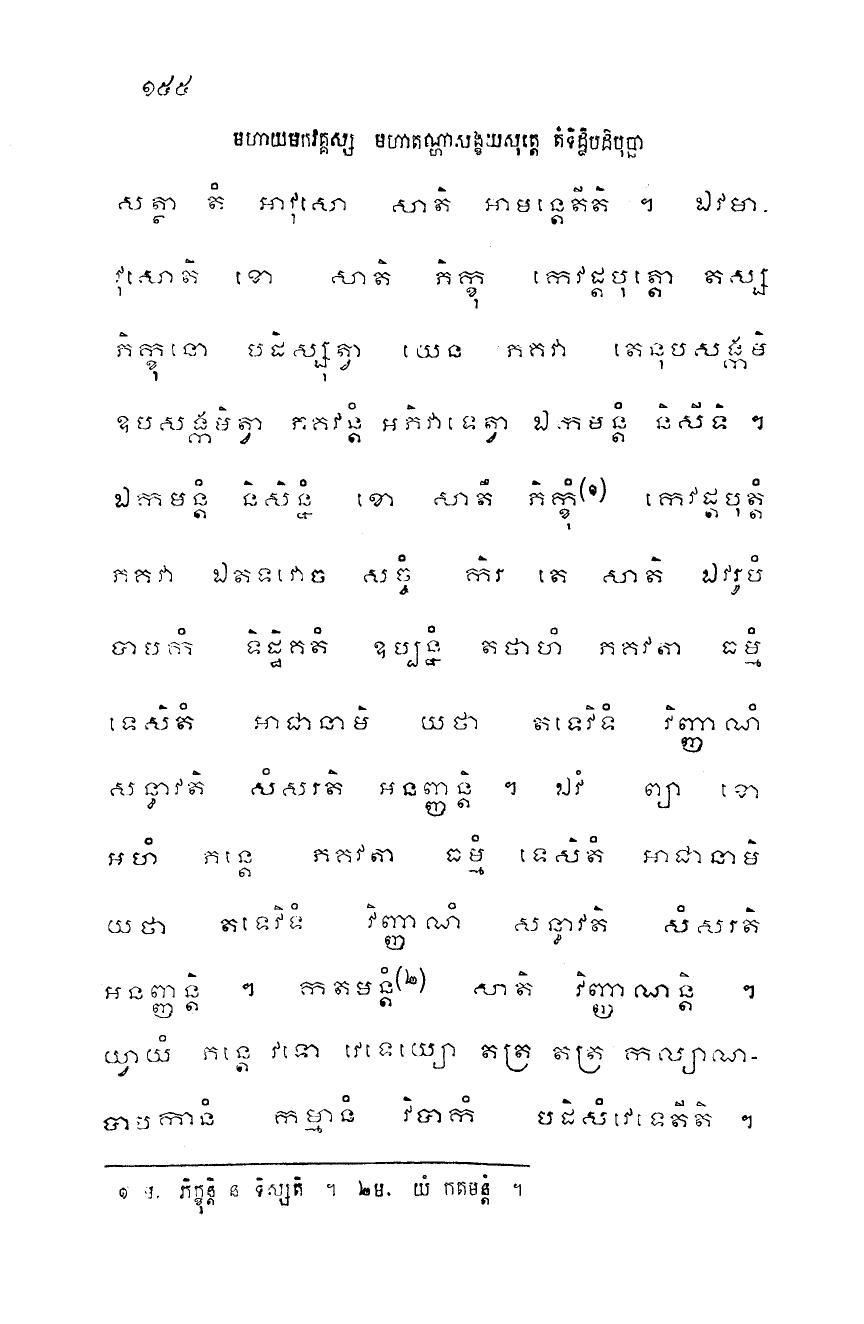 ១៥៥
មហាយមកវគ្គស្ស មហាតណ្ហាសង្ខយសុត្តេ តំទិដ្ឋិបដិបុច្ឆា
សត្ថា តំ អាវុសោ សាតិ អាមន្តេតីតិ ។ ឯវមា-
វុសោតិ ខោ សាតិ ភិក្ខុ កេវដ្តបុត្តោ តស្ស
ភិក្ខុនោ បដិស្សុត្វា យេន ភគវា តេនុបសង្កមិ
ឧបសង្កមិត្វា ភគវន្តំ អភិវាទេត្វា ឯកមន្តំ និសីទិ ។
ឯកមន្តំ និសិន្នំ ខោ សាតឹ ភិក្ខុំ(១) កេវដ្តបុត្តំ
ភគវា ឯតទវោច សច្ចំ កិរ តេ សាតិ ឯវរូបំ
បាបកំ ទិដ្ឋិគតំ ឧប្បន្នំ តថាហំ ភគវតា ធម្មំ
ទេសិតំ អាជានាមិ យថា តទេវិទំ វិញ្ញាណំ
សន្ធាវតិ សំសរតិ អនញ្ញន្តិ ។ ឯវំ ព្យា ខោ
អហំ ភន្តេ ភគវតា ធម្មំ ទេសិតំ អាជានាមិ
យថា តទេវិទំ វិញ្ញាណំ សន្ធាវតិ សំសរតិ
អនញ្ញន្តិ ។ កតមន្តំ(២) សាតិ វិញ្ញាណន្តិ ។
យ្វាយំ ភន្តេ វទោ វេទេយ្យោ តត្រ តត្រ កល្យាណ-
បាបកានំ កម្មានំ វិបាកំ បដិសំវេទេតីតិ ។
១ ឱ. ភិក្ខុន្តិ ន ទិស្សតិ ។ ២ ម. យំ កតមន្តំ ។